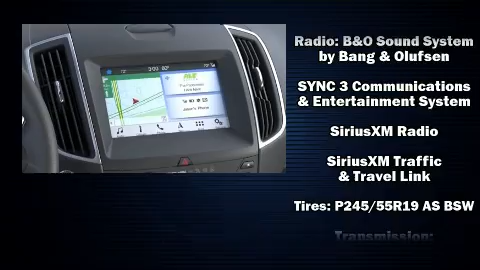 Radio: B&O Sound System
by Bang & Olufsen
SYNC 3 Communications
& Entertainment System
SiriusXM Radio
SiriusXM Traffic
& Travel Link
Tires: P245/55R19 AS BSW
Transmission: